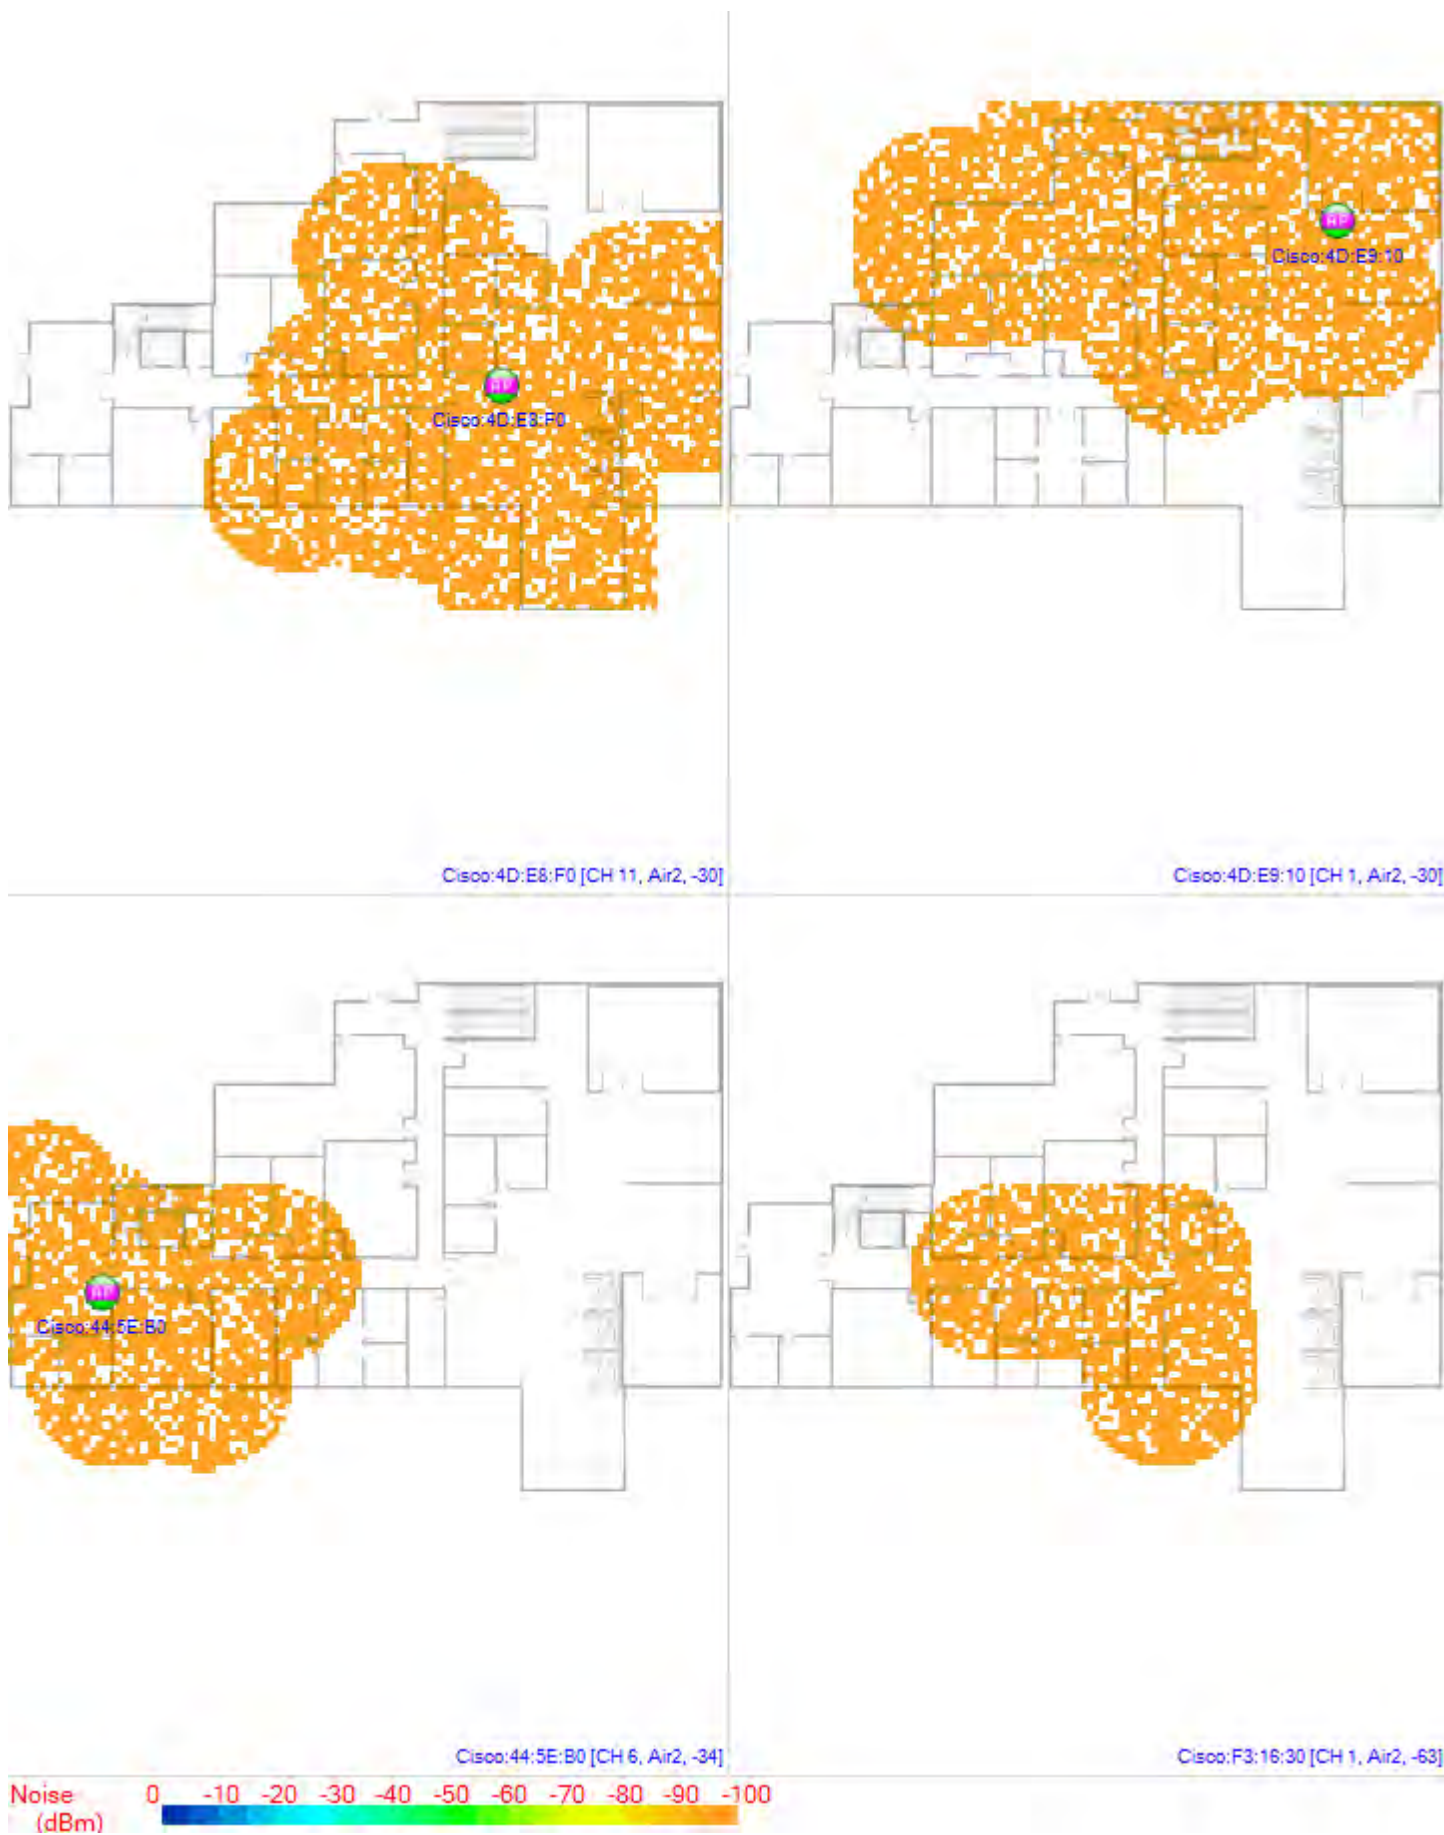 AP
Cisco:4D:E9:10
AP
Cisco:4D:E8:F0
Cisco:4D:E8:F0 [CH 11, Air2, -30]
Cisco:4D:E9:10 [CH 1, Air2, -30]
AP
Cisco:44:5E:B0
Cisco:44:5E:B0 [CH 6, Air2, -34]
Cisco:F3:16:30 [CH 1, Air2, -63]
Noise 0 -10 -20 -30 -40 -50 -60 -70 -80 -90 -100
(dBm)